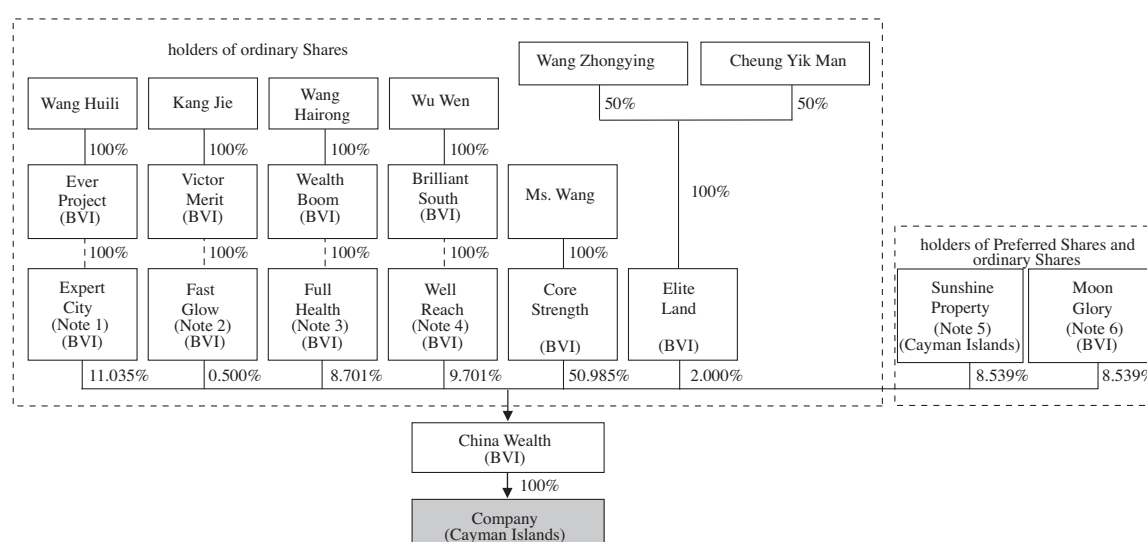 holders of ordinary Shares
Wang Zhongying
Cheung Yik Man
Wang Huili
Kang Jie
Wang
Hairong
Wu Wen
50%
50%
100%
100%
100%
100%
Ever
Project
(BVI)
Victor
Merit
(BVI)
Wealth
Boom
(BVI)
Brilliant
South
(BVI)
Ms. Wang
100%
100%
100%
100%
100%
100%
holders of Preferred Shares and
ordinary Shares
Expert
City
(Note 1)
(BVI)
Fast
Glow
(Note 2)
(BVI)
Full
Health
(Note 3)
(BVI)
Well
Reach
(Note 4)
(BVI)
Core
Strength
(BVI)
Elite
Land
(BVI)
Sunshine
Property
(Note 5)
(Cayman Islands)
Moon
Glory
(Note 6)
(BVI)
11.035%
0.500%
8.701%
9.701%
50.985%
2.000%
8.539%
8.539%
China Wealth
(BVI)
100%
Company
(Cayman Islands)